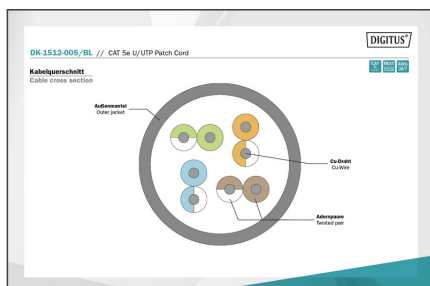 DIGITUS®
DK-1512-005/BL // CAT 5e U/UTP Patch Cord
Kabelquerschnitt
Cable cross section
Außenmantel
Outer jacket
Cu-Draht
Cu-Wire
Aderspaare
Twisted pair